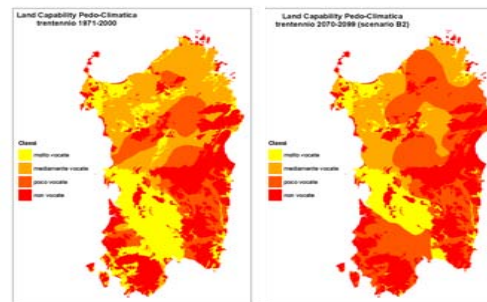 Land Capability Pedo-Climatica
trentennio 1971-2000
Classi
molto vocate
mediamente vocate
poco vocate
non vocate
Land Capability Pedo-Climatica
trentennio 2070-2099 (scenario B2)
Classi
molto vocate
mediamente vocate
poco vocate
non vocate